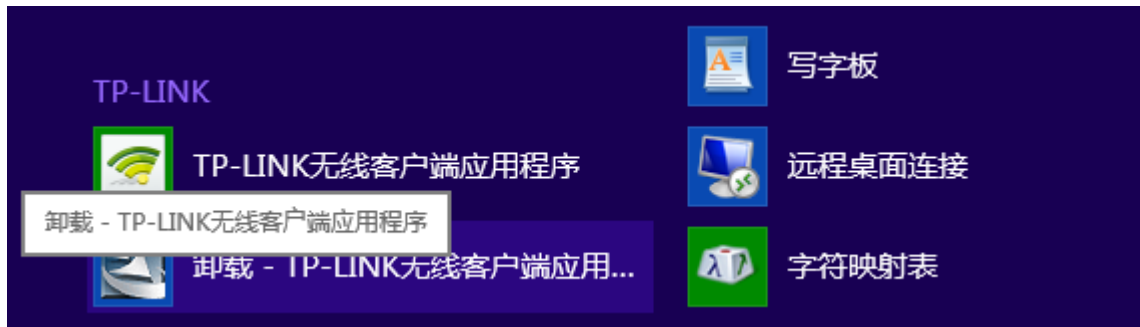 TP-LINK
TP-LINK无线客户端应用程序
卸载 - TP-LINK无线客户端应用程序
卸载 - TP-LINK无线客户端应用...
写字板
远程桌面连接
字符映射表